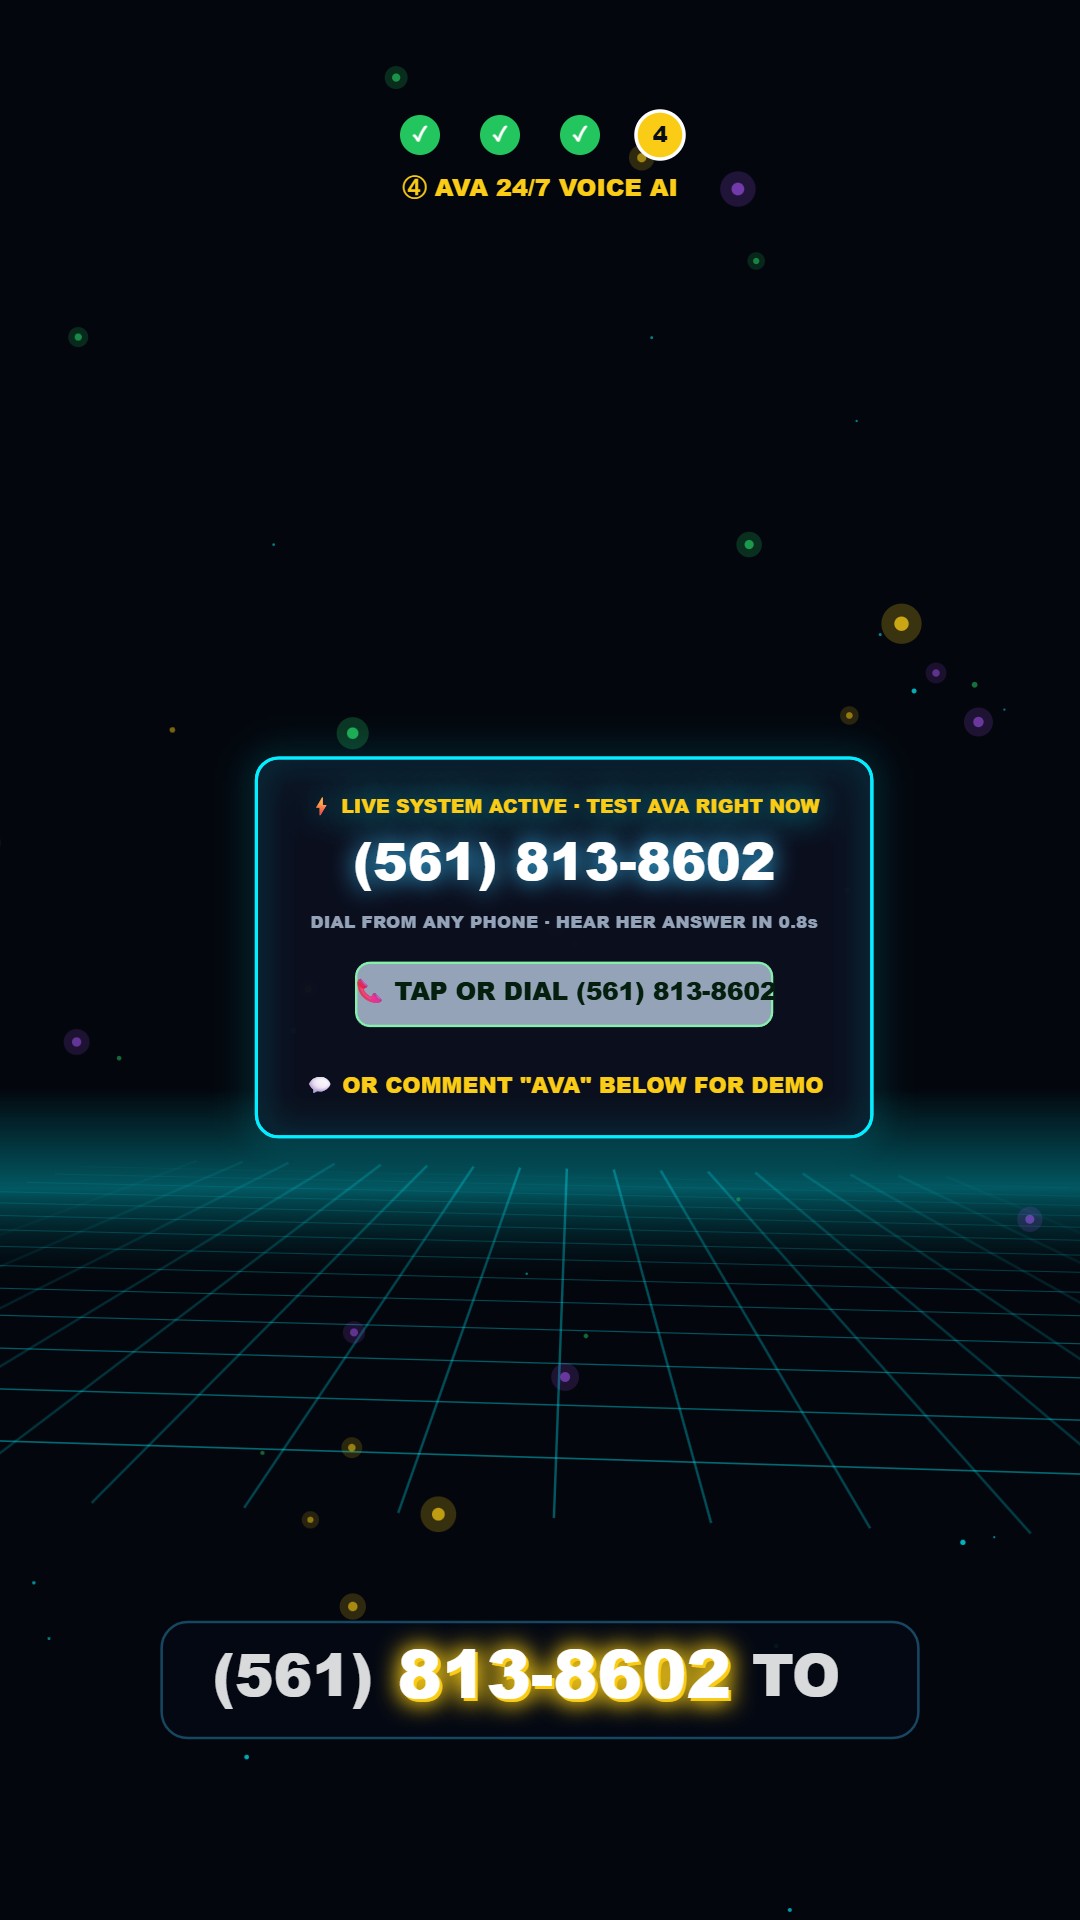 ✓ ✓ ✓ 4
④ AVA 24/7 VOICE AI
⚡ LIVE SYSTEM ACTIVE · TEST AVA RIGHT NOW
(561) 813-8602
DIAL FROM ANY PHONE · HEAR HER ANSWER IN 0.8s
📞 TAP OR DIAL (561) 813-8602
💬 OR COMMENT "AVA" BELOW FOR DEMO
(561) 813-8602 TO